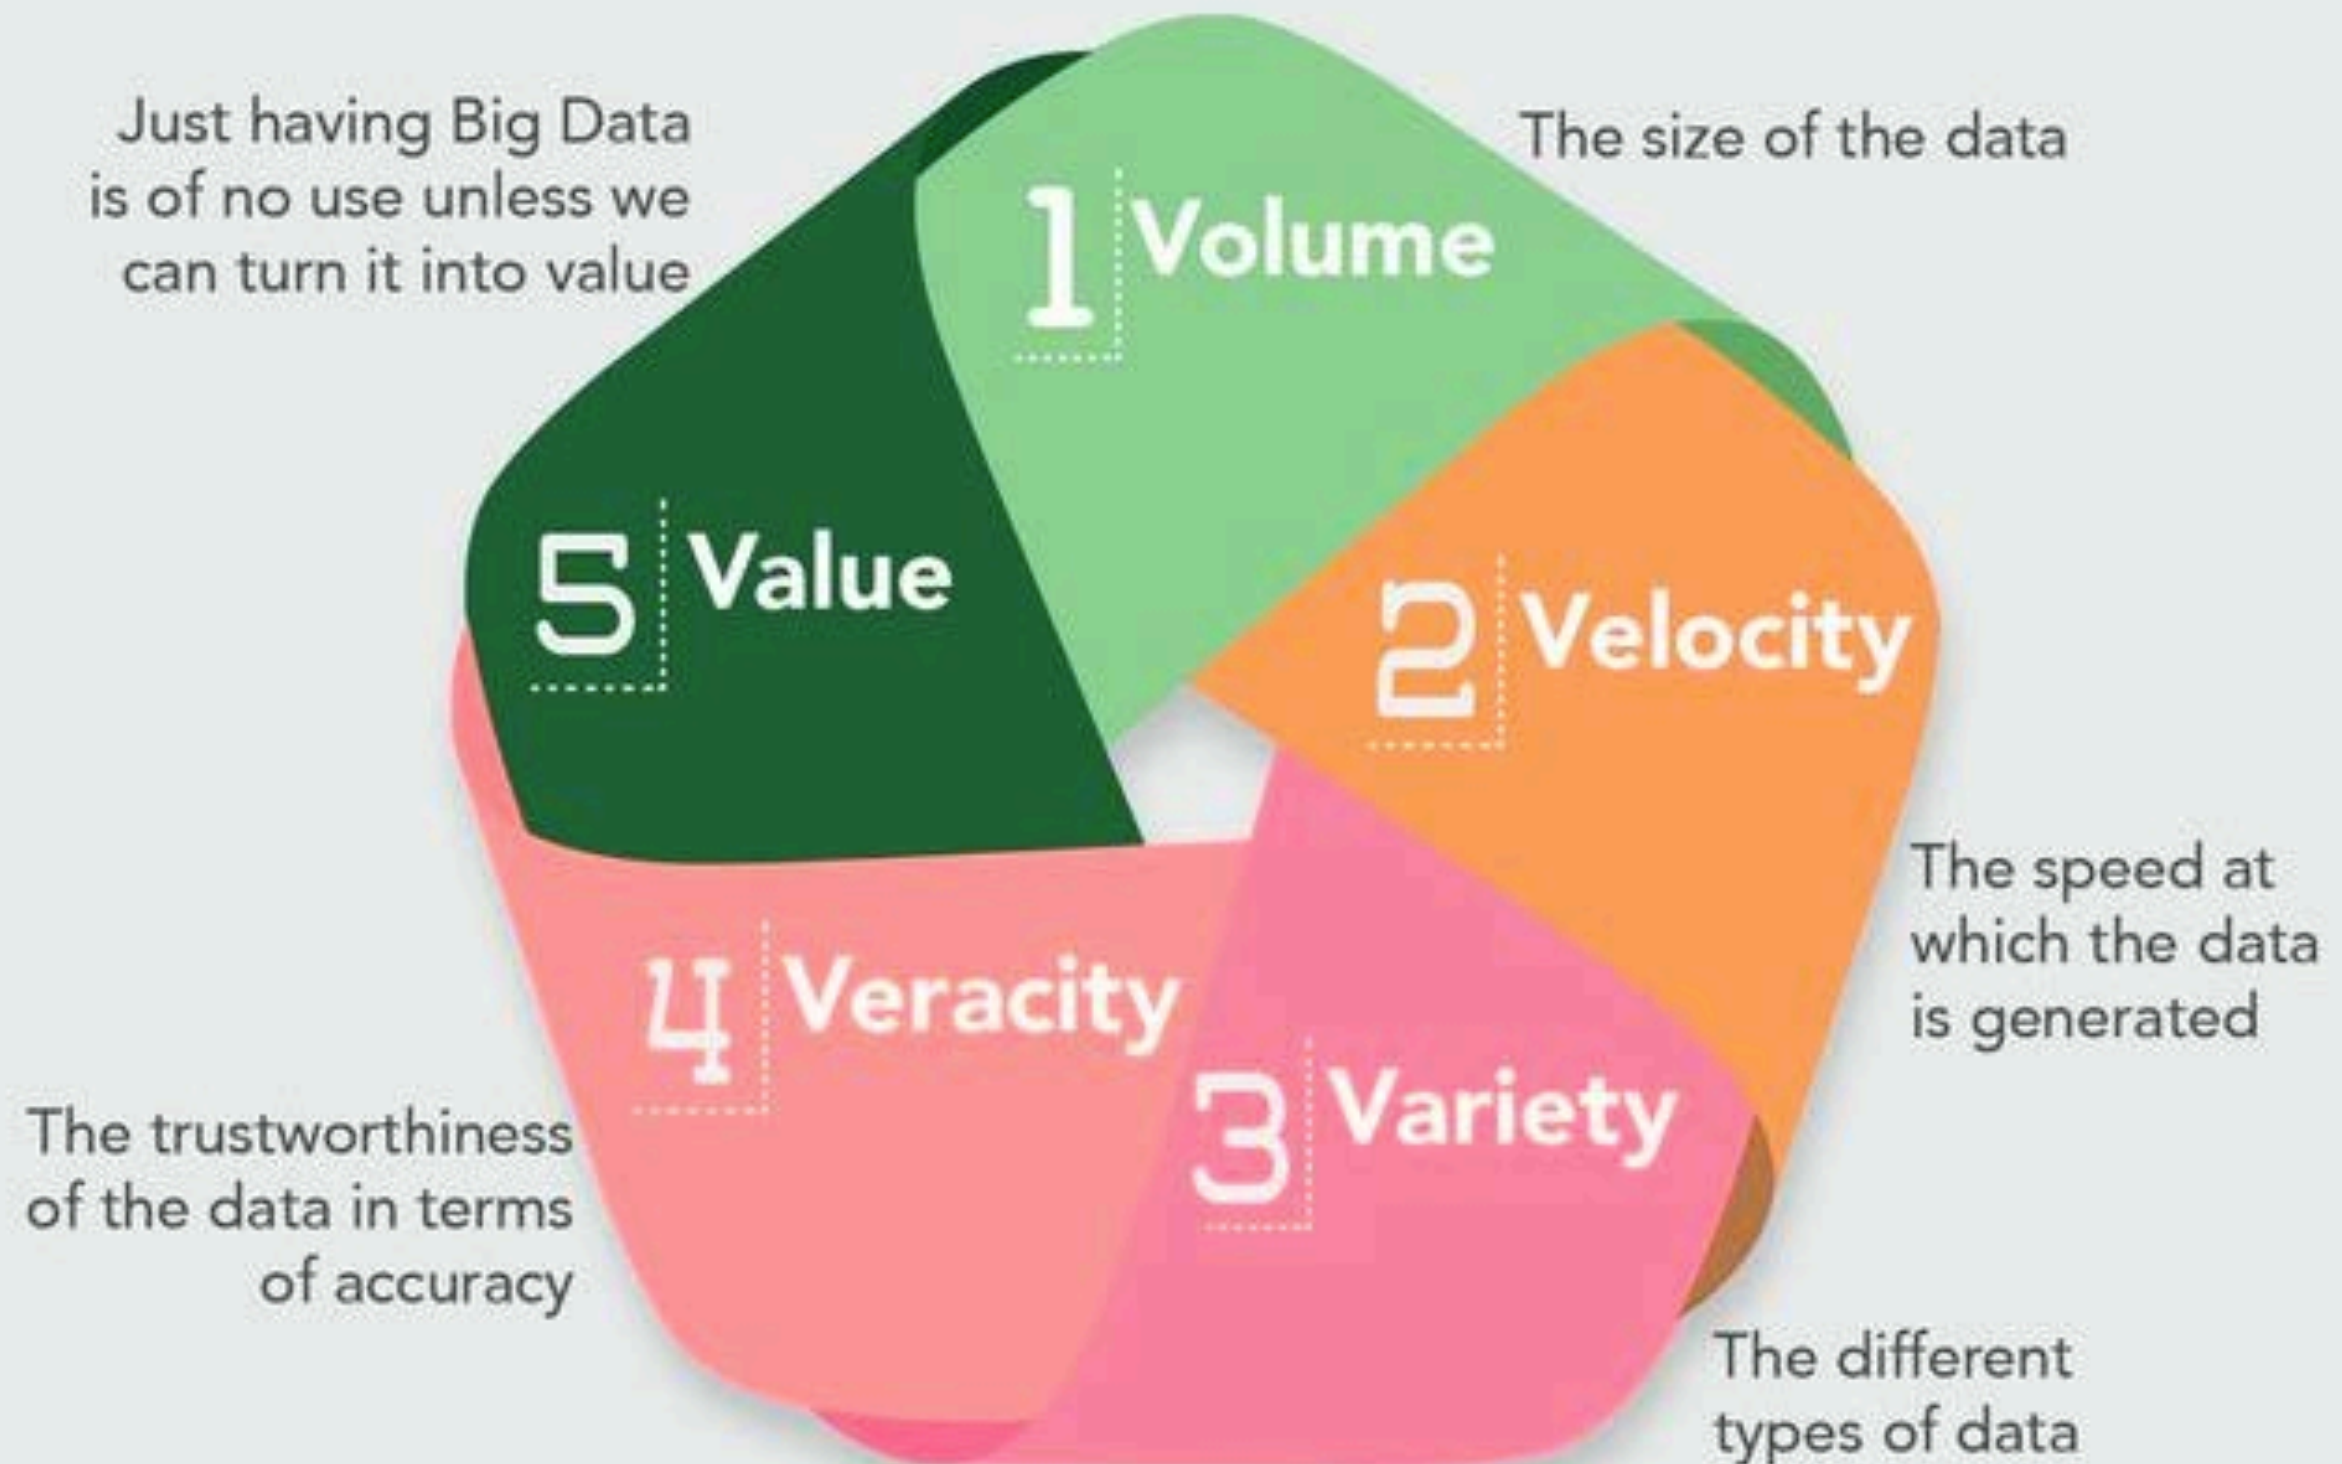 1 Volume
The size of the data
2 Velocity
The speed at
which the data
is generated
3 Variety
The different
types of data
4 Veracity
The trustworthiness
of the data in terms
of accuracy
5 Value
Just having Big Data
is of no use unless we
can turn it into value